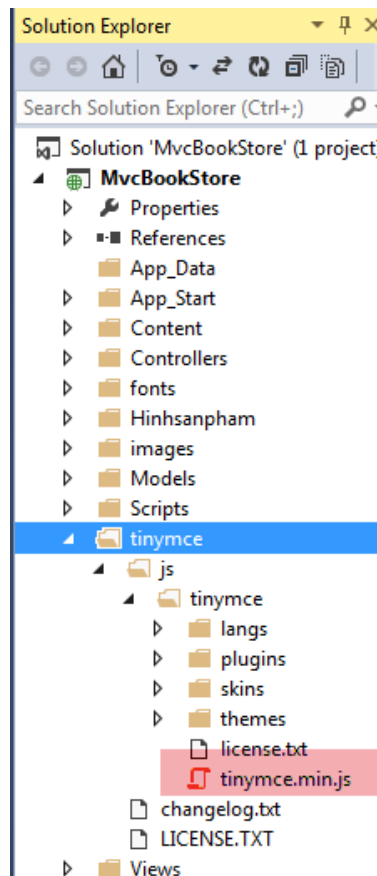 Solution Explorer
Search Solution Explorer (Ctrl+;)
Solution 'MvcBookStore' (1 project)
MvcBookStore
Properties
References
App_Data
App_Start
Content
Controllers
fonts
Hinhsanpham
images
Models
Scripts
tinymce
js
tinymce
langs
plugins
skins
themes
license.txt
tinymce.min.js
changelog.txt
LICENSE.TXT
Views